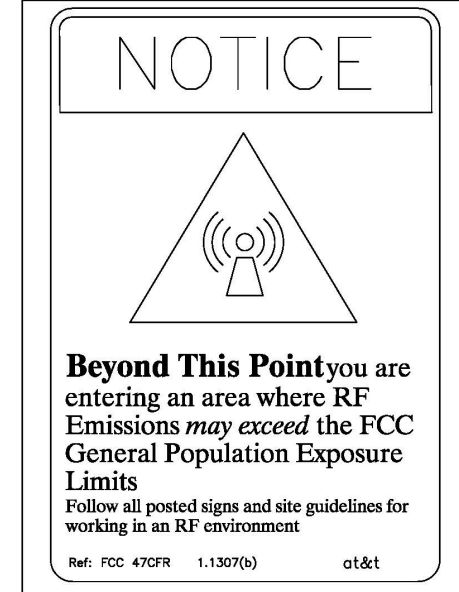 NOTICE
Beyond This Point you are
entering an area where RF
Emissions may exceed the FCC
General Population Exposure
Limits
Follow all posted signs and site guidelines for
working in an RF environment
Ref: FCC 47CFR 1.1307(b) at&t